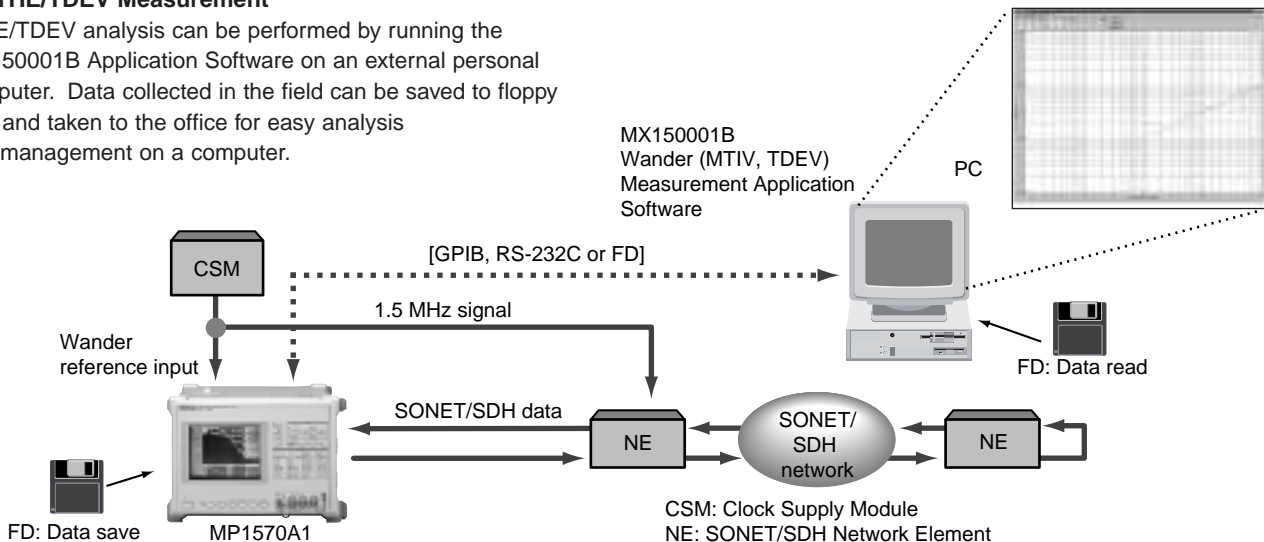 /TDEV Measurement
E/TDEV analysis can be performed by running the
50001B Application Software on an external personal
puter. Data collected in the field can be saved to floppy
and taken to the office for easy analysis
management on a computer.
MX150001B
Wander (MTIV, TDEV)
Measurement Application
Software
PC
CSM
[GPIB, RS-232C or FD]
1.5 MHz signal
Wander
reference input
FD: Data read
SONET/SDH data
NE
SONET/
SDH
network
NE
FD: Data save
MP1570A1
CSM: Clock Supply Module
NE: SONET/SDH Network Element